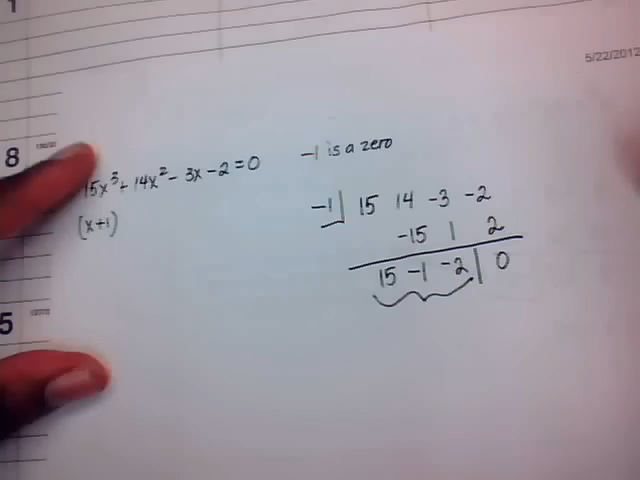 1
5/22/2012
8
15x³ + 14x² - 3x - 2 = 0
(x+1)
-1 is a zero
-1 | 15 14 -3 -2
-15 1 2
15 -1 -2 | 0
5